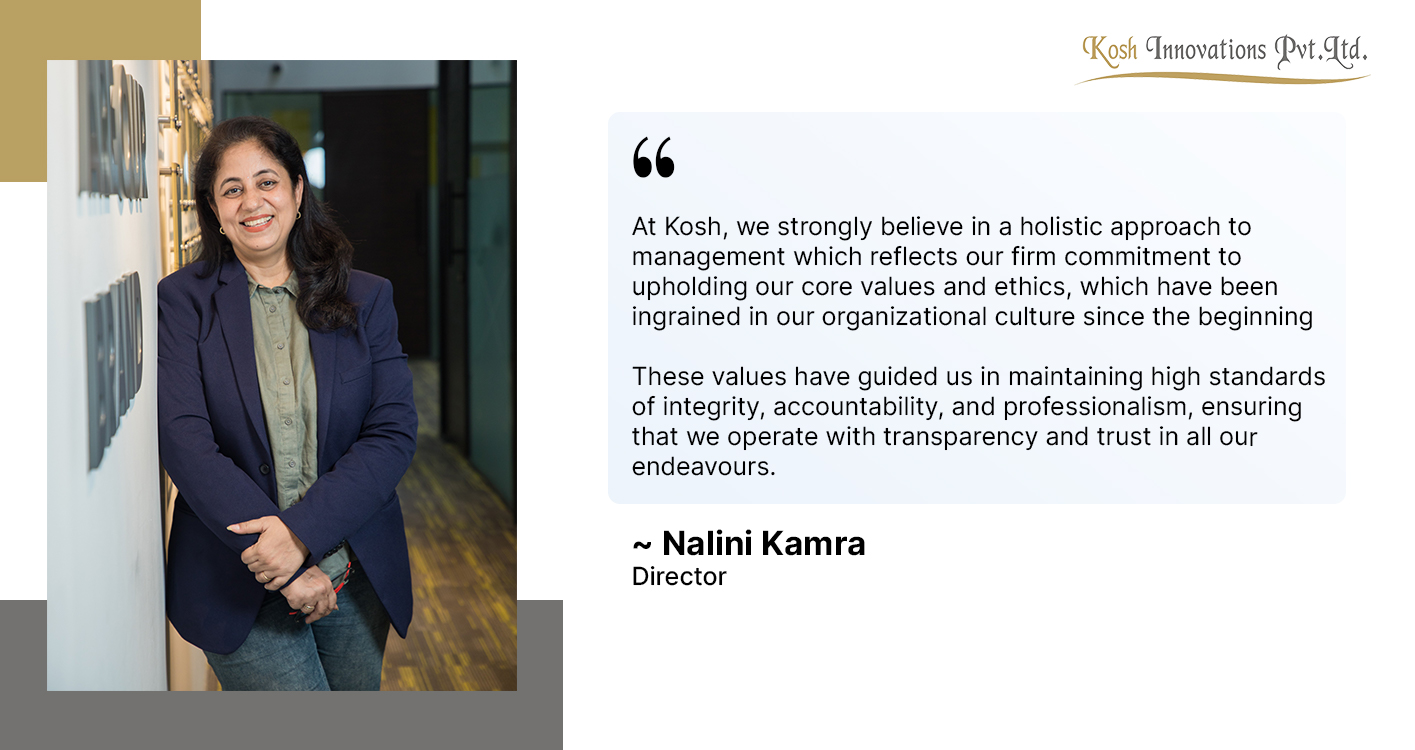 Kosh Innovations Pvt.Ltd.
“
At Kosh, we strongly believe in a holistic approach to
management which reflects our firm commitment to
upholding our core values and ethics, which have been
ingrained in our organizational culture since the beginning
These values have guided us in maintaining high standards
of integrity, accountability, and professionalism, ensuring
that we operate with transparency and trust in all our
endeavours.
~ Nalini Kamra
Director